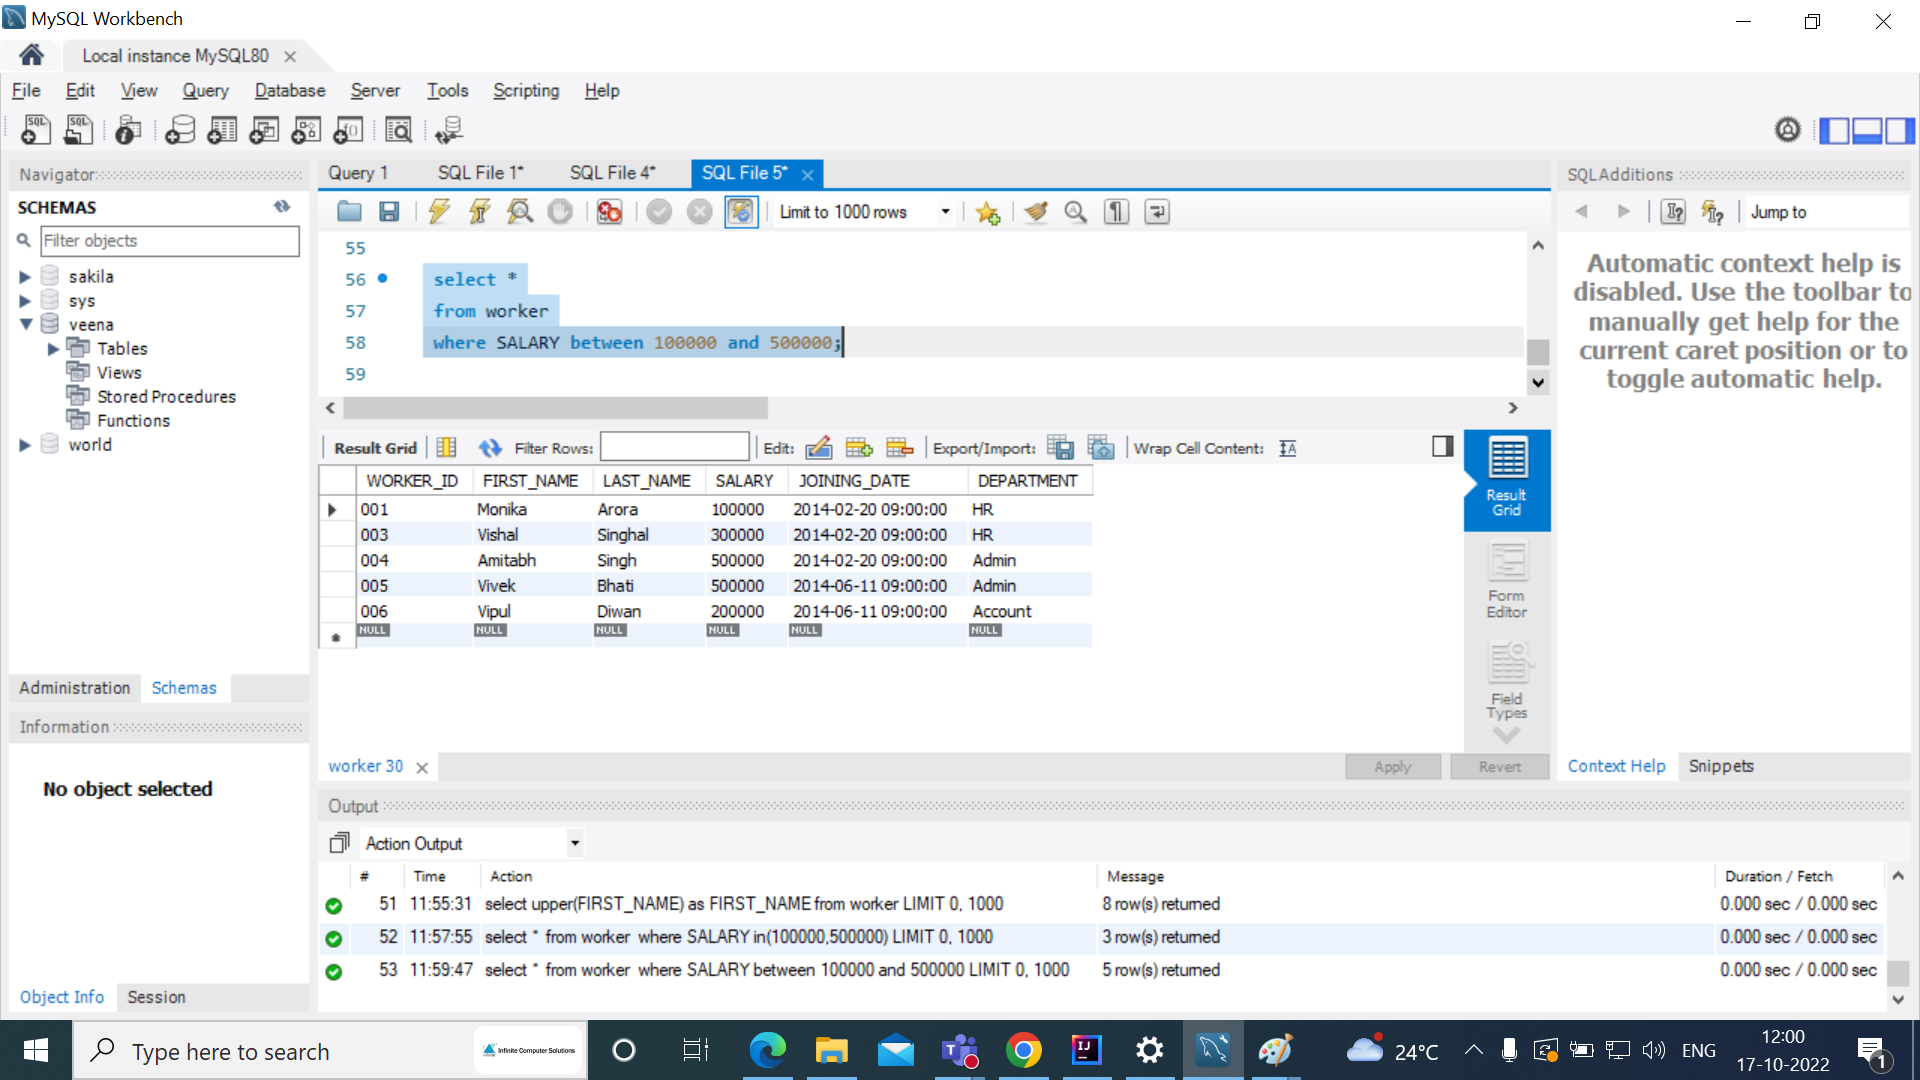 MySQL Workbench
Local instance MySQL80
File Edit View Query Database Server Tools Scripting Help
Navigator
SCHEMAS
Filter objects
sakila
sys
veena
Tables
Views
Stored Procedures
Functions
world
Administration Schemas
Information
No object selected
Object Info Session
Query 1 SQL File 1* SQL File 4* SQL File 5*
Limit to 1000 rows
55
56 select *
57 from worker
58 where SALARY between 100000 and 500000;
59
Result Grid Filter Rows: Edit: Export/Import: Wrap Cell Content:
WORKER_ID FIRST_NAME LAST_NAME SALARY JOINING_DATE DEPARTMENT
001 Monika Arora 100000 2014-02-20 09:00:00 HR
003 Vishal Singhal 300000 2014-02-20 09:00:00 HR
004 Amitabh Singh 500000 2014-02-20 09:00:00 Admin
005 Vivek Bhati 500000 2014-06-11 09:00:00 Admin
006 Vipul Diwan 200000 2014-06-11 09:00:00 Account
NULL NULL NULL NULL NULL NULL
Result
Grid
Form
Editor
Field
Types
worker 30 Apply Revert
SQLAdditions
Jump to
Automatic context help is
disabled. Use the toolbar to
manually get help for the
current caret position or to
toggle automatic help.
Context Help Snippets
Output
Action Output
# Time Action Message Duration / Fetch
51 11:55:31 select upper(FIRST_NAME) as FIRST_NAME from worker LIMIT 0, 1000 8 row(s) returned 0.000 sec / 0.000 sec
52 11:57:55 select * from worker where SALARY in(100000,500000) LIMIT 0, 1000 3 row(s) returned 0.000 sec / 0.000 sec
53 11:59:47 select * from worker where SALARY between 100000 and 500000 LIMIT 0, 1000 5 row(s) returned 0.000 sec / 0.000 sec
Type here to search
Infinite Computer Solutions
24°C
ENG
12:00
17-10-2022
1